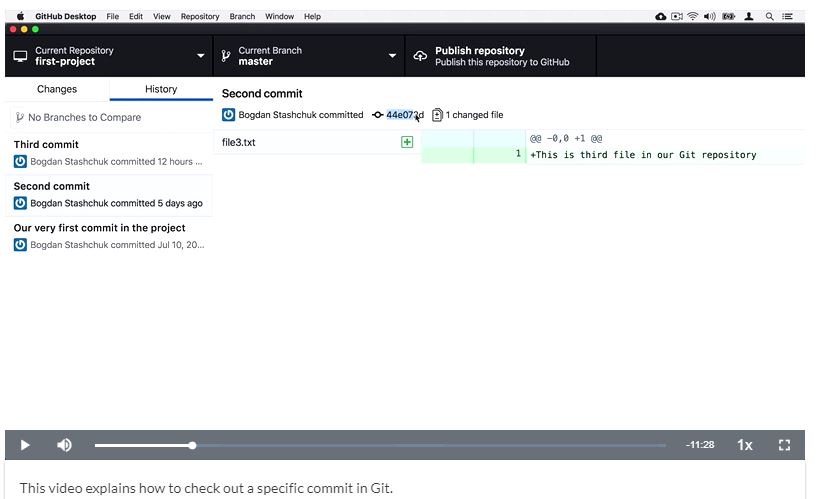 GitHub Desktop File Edit View Repository Branch Window Help
Current Repository
first-project
Current Branch
master
Publish repository
Publish this repository to GitHub
Changes History
No Branches to Compare
Third commit
Bogdan Stashchuk committed 12 hours ...
Second commit
Bogdan Stashchuk committed 5 days ago
Our very first commit in the project
Bogdan Stashchuk committed Jul 10, 20...
Second commit
Bogdan Stashchuk committed 44e072d 1 changed file
file3.txt
@@ -0,0 +1 @@
1 +This is third file in our Git repository
-11:28 1x
This video explains how to check out a specific commit in Git.